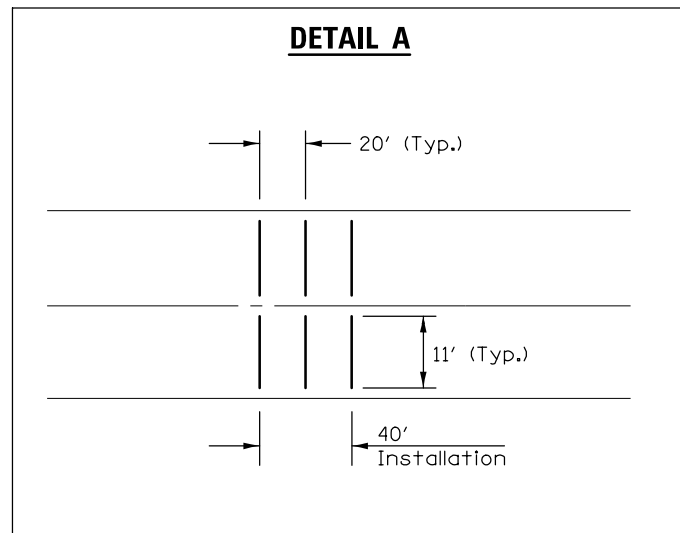 DETAIL A
20' (Typ.)
11' (Typ.)
40'
Installation